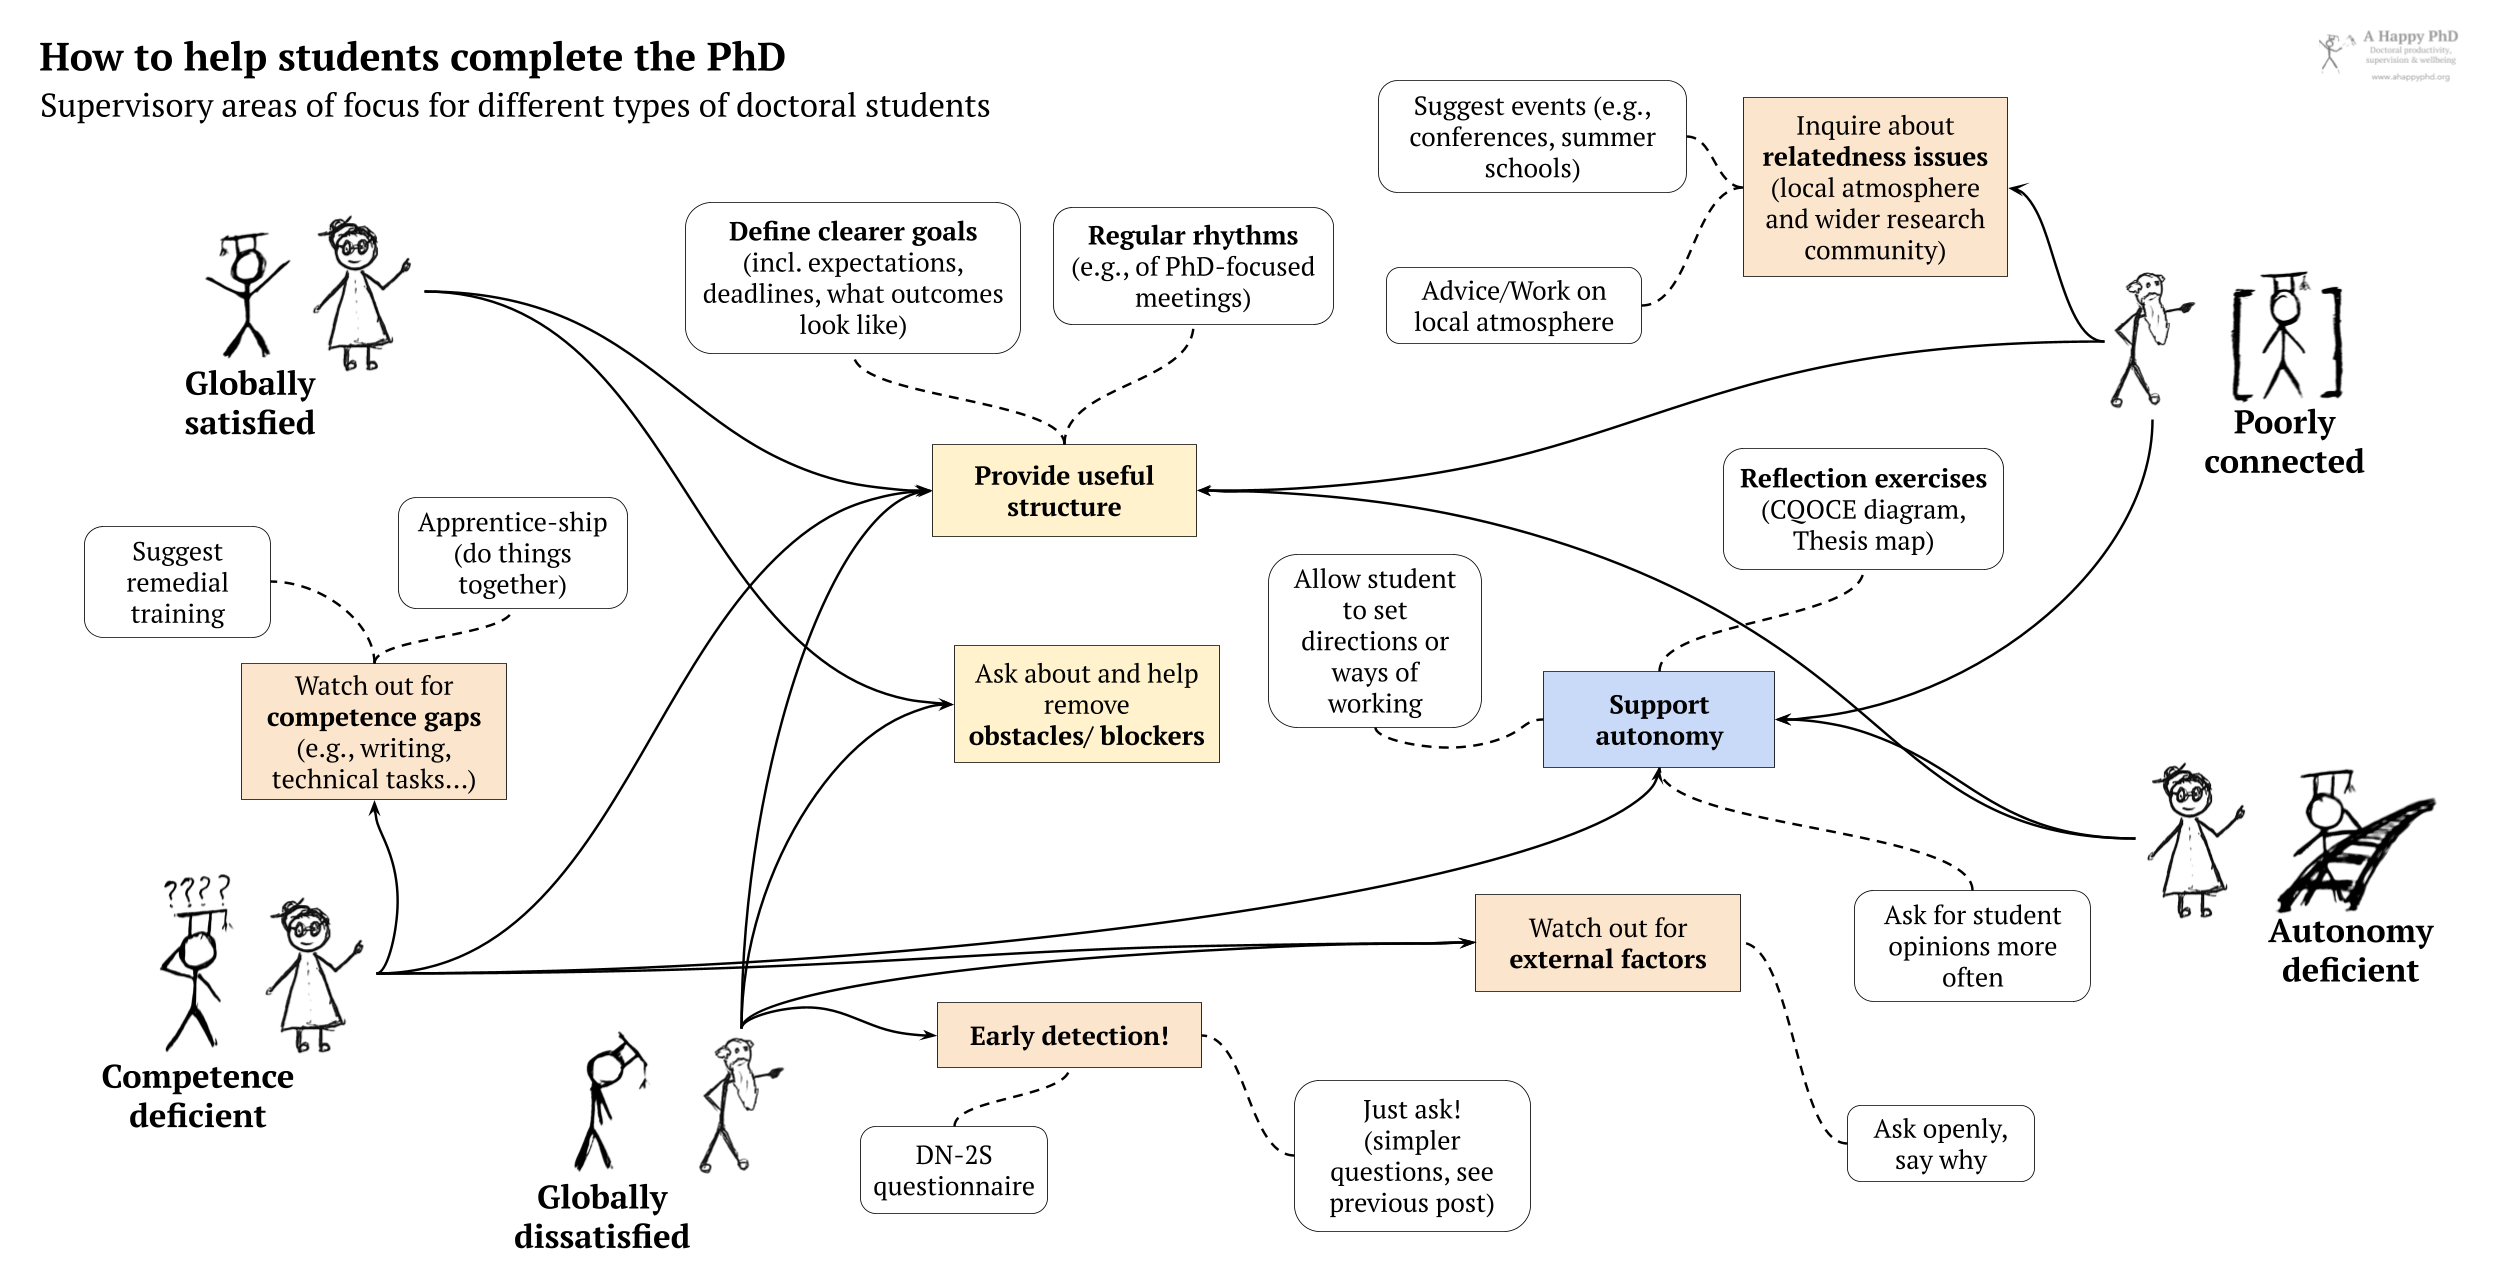 How to help students complete the PhD
Supervisory areas of focus for different types of doctoral students
A Happy PhD
Doctoral productivity,
supervision & wellbeing
www.ahappyphd.org
Suggest events (e.g.,
conferences, summer
schools)
Inquire about
relatedness issues
(local atmosphere
and wider research
community)
Define clearer goals
(incl. expectations,
deadlines, what outcomes
look like)
Regular rhythms
(e.g., of PhD-focused
meetings)
Advice/Work on
local atmosphere
Globally
satisfied
Poorly
connected
Provide useful
structure
Reflection exercises
(CQOCE diagram,
Thesis map)
Suggest
remedial
training
Apprentice-ship
(do things
together)
Allow student
to set
directions or
ways of
working
Watch out for
competence gaps
(e.g., writing,
technical tasks...)
Ask about and help
remove
obstacles/ blockers
Support
autonomy
????
Competence
deficient
Watch out for
external factors
Ask for student
opinions more
often
Autonomy
deficient
Early detection!
Globally
dissatisfied
DN-2S
questionnaire
Just ask!
(simpler
questions, see
previous post)
Ask openly,
say why